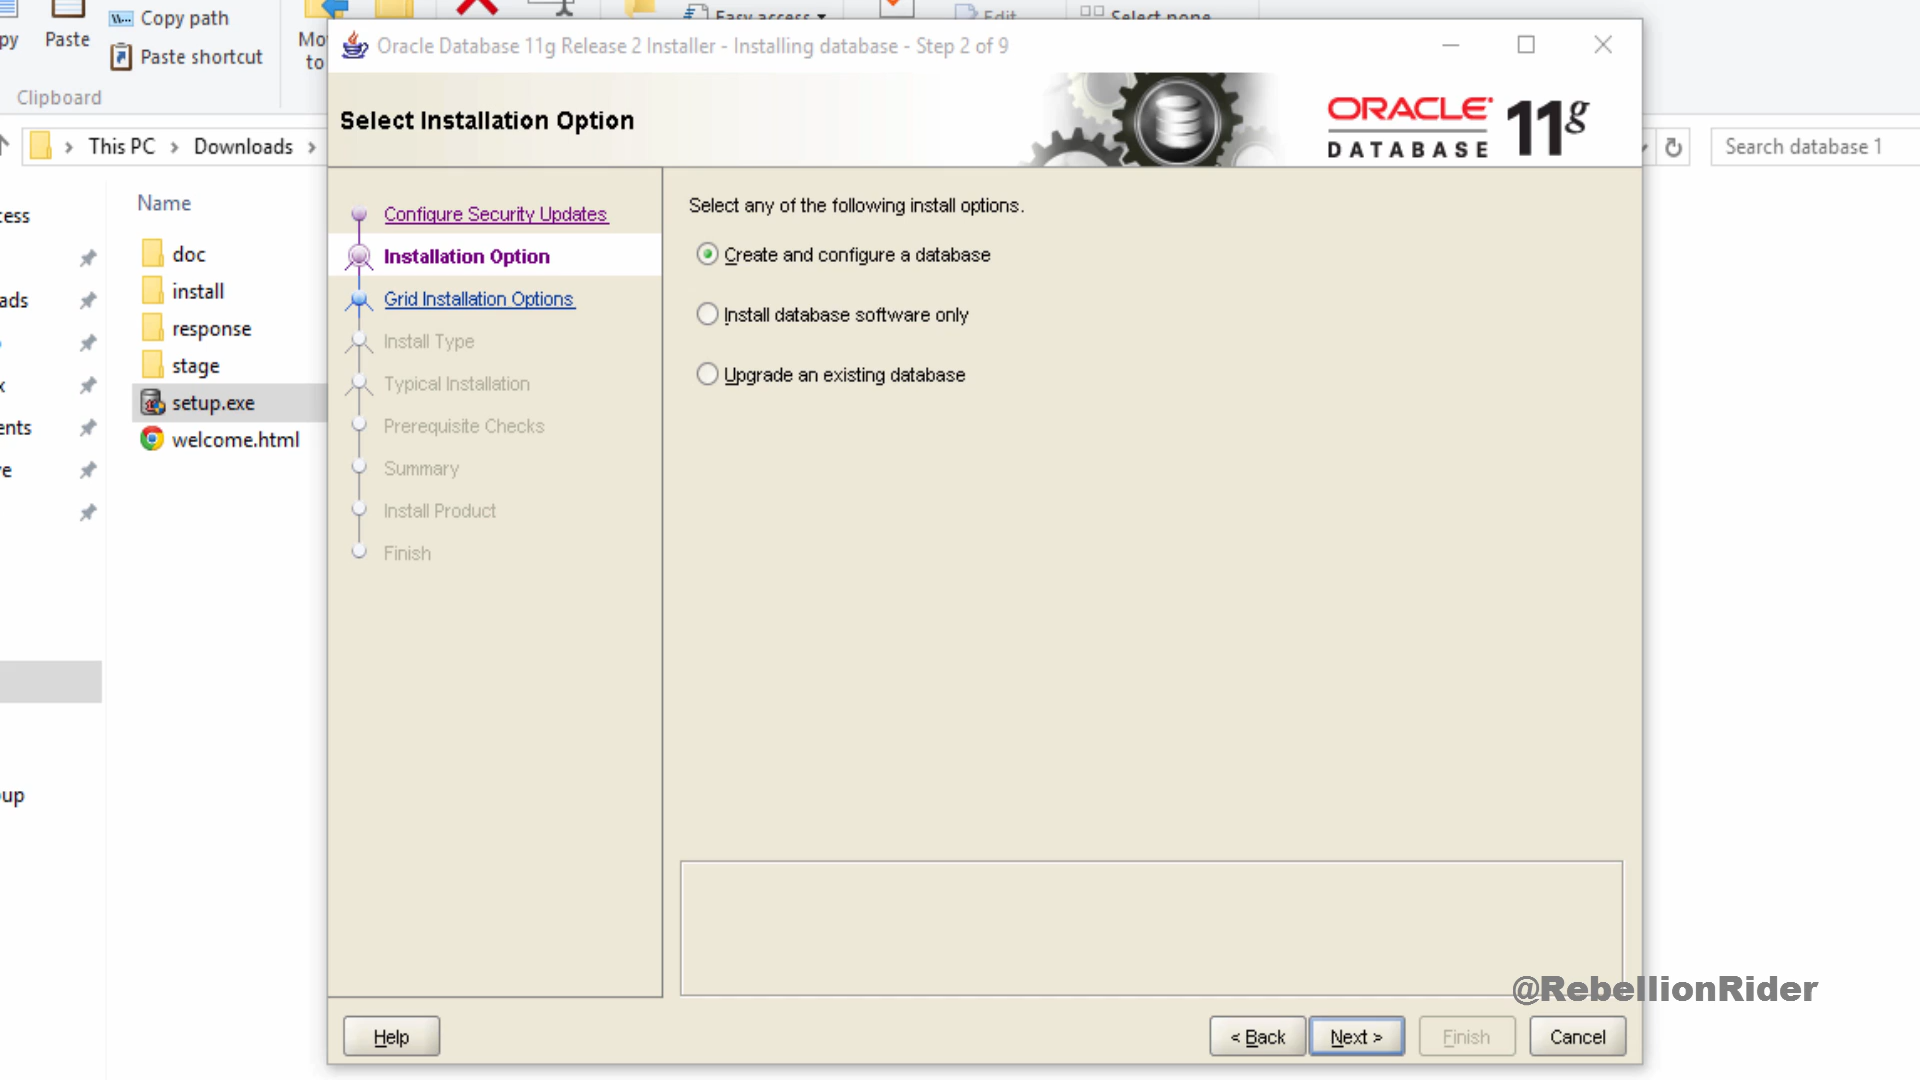 Copy path
Paste
Paste shortcut
Clipboard
Select none
Edit
Easy access
Oracle Database 11g Release 2 Installer - Installing database - Step 2 of 9
Select Installation Option
ORACLE
DATABASE 11g
This PC > Downloads >
Search database 1
Name
doc
install
response
stage
setup.exe
welcome.html
Configure Security Updates
Installation Option
Grid Installation Options
Install Type
Typical Installation
Prerequisite Checks
Summary
Install Product
Finish
Select any of the following install options.
Create and configure a database
Install database software only
Upgrade an existing database
@RebellionRider
Help
< Back
Next >
Finish
Cancel